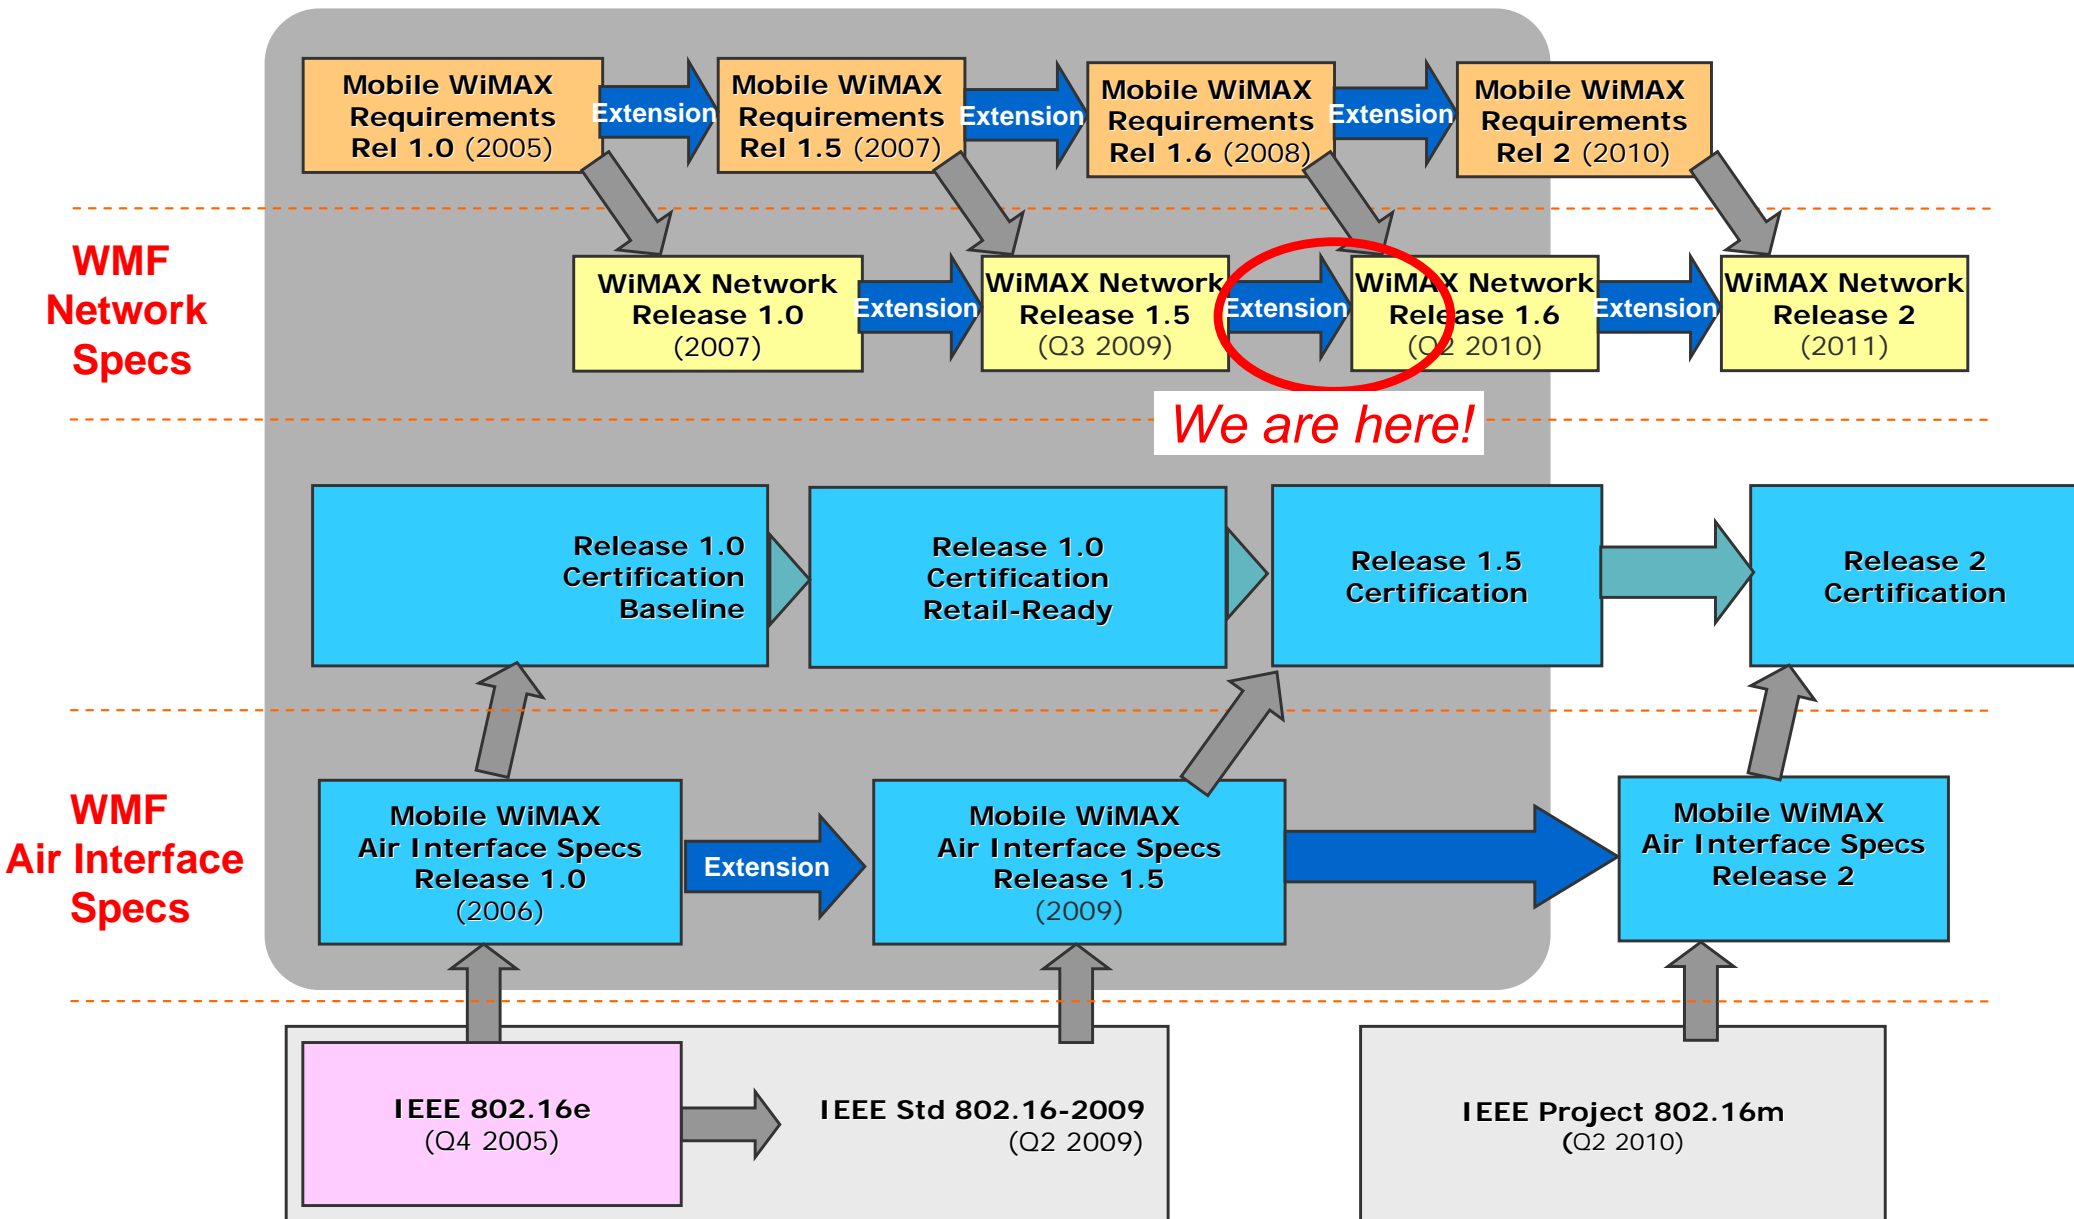 Mobile WiMAX
Requirements
Rel 1.0 (2005)
Extension
Mobile WiMAX
Requirements
Rel 1.5 (2007)
Extension
Mobile WiMAX
Requirements
Rel 1.6 (2008)
Extension
Mobile WiMAX
Requirements
Rel 2 (2010)
WMF
Network
Specs
WiMAX Network
Release 1.0
(2007)
Extension
WiMAX Network
Release 1.5
(Q3 2009)
Extension
WiMAX Network
Release 1.6
(Q2 2010)
Extension
WiMAX Network
Release 2
(2011)
We are here!
Release 1.0
Certification
Baseline
Release 1.0
Certification
Retail-Ready
Release 1.5
Certification
Release 2
Certification
WMF
Air Interface
Specs
Mobile WiMAX
Air Interface Specs
Release 1.0
(2006)
Extension
Mobile WiMAX
Air Interface Specs
Release 1.5
(2009)
Mobile WiMAX
Air Interface Specs
Release 2
IEEE 802.16e
(Q4 2005)
IEEE Std 802.16-2009
(Q2 2009)
IEEE Project 802.16m
(Q2 2010)